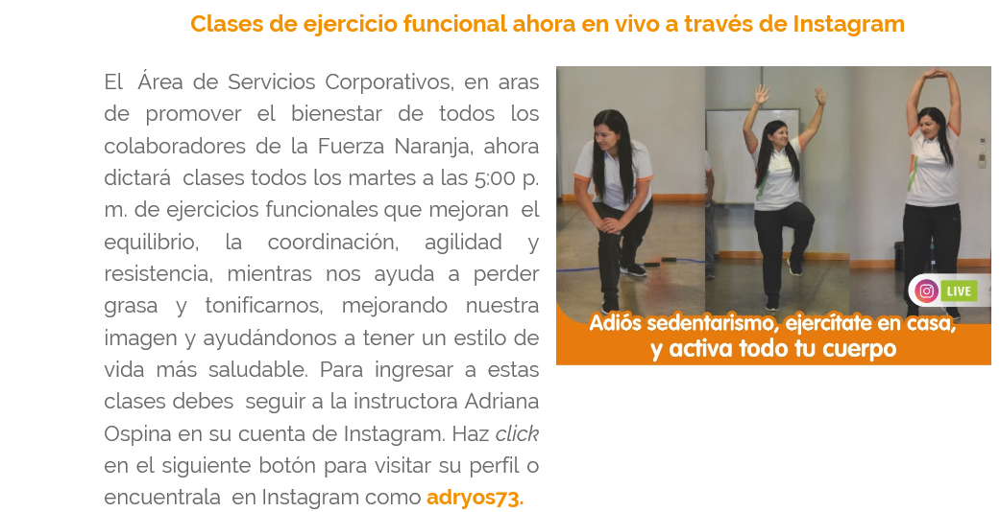 Clases de ejercicio funcional ahora en vivo a través de Instagram
El Área de Servicios Corporativos, en aras
de promover el bienestar de todos los
colaboradores de la Fuerza Naranja, ahora
dictará clases todos los martes a las 5:00 p.
m. de ejercicios funcionales que mejoran el
equilibrio, la coordinación, agilidad y
resistencia, mientras nos ayuda a perder
grasa y tonificarnos, mejorando nuestra
imagen y ayudándonos a tener un estilo de
vida más saludable. Para ingresar a estas
clases debes seguir a la instructora Adriana
Ospina en su cuenta de Instagram. Haz click
en el siguiente botón para visitar su perfil o
encuentrala en Instagram como adryos73.
LIVE
Adiós sedentarismo, ejercítate en casa,
y activa todo tu cuerpo